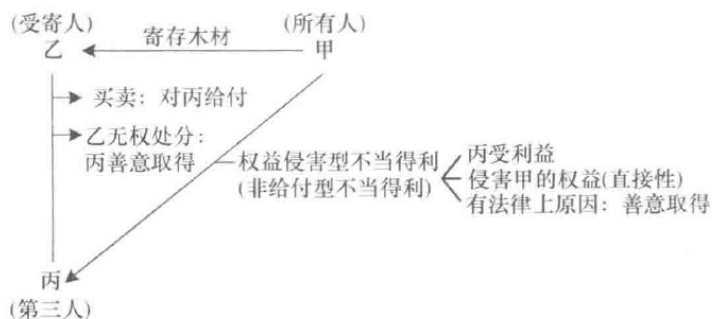 (受寄人)
(所有人)
乙
寄存木材
甲
买卖：对丙给付
乙无权处分：
丙善意取得
权益侵害型不当得利
(非给付型不当得利)
丙受利益
侵害甲的权益(直接性)
有法律上原因：善意取得
丙
(第三人)